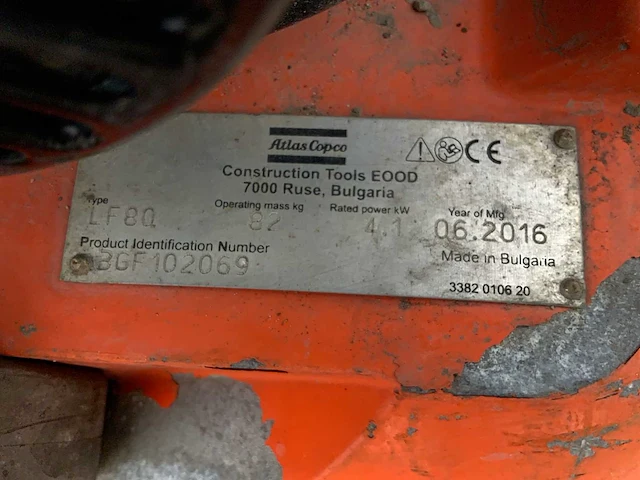 Atlas Copco
CE
Construction Tools EOOD
7000 Ruse, Bulgaria
Type Operating mass kg Rated power kW Year of Mfg
LF80 82 4.1 06.2016
Product Identification Number Made in Bulgaria
BGF102069
3382 0106 20